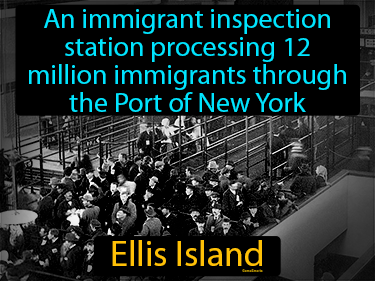 An immigrant inspection
station processing 12
million immigrants through
the Port of New York
Ellis Island